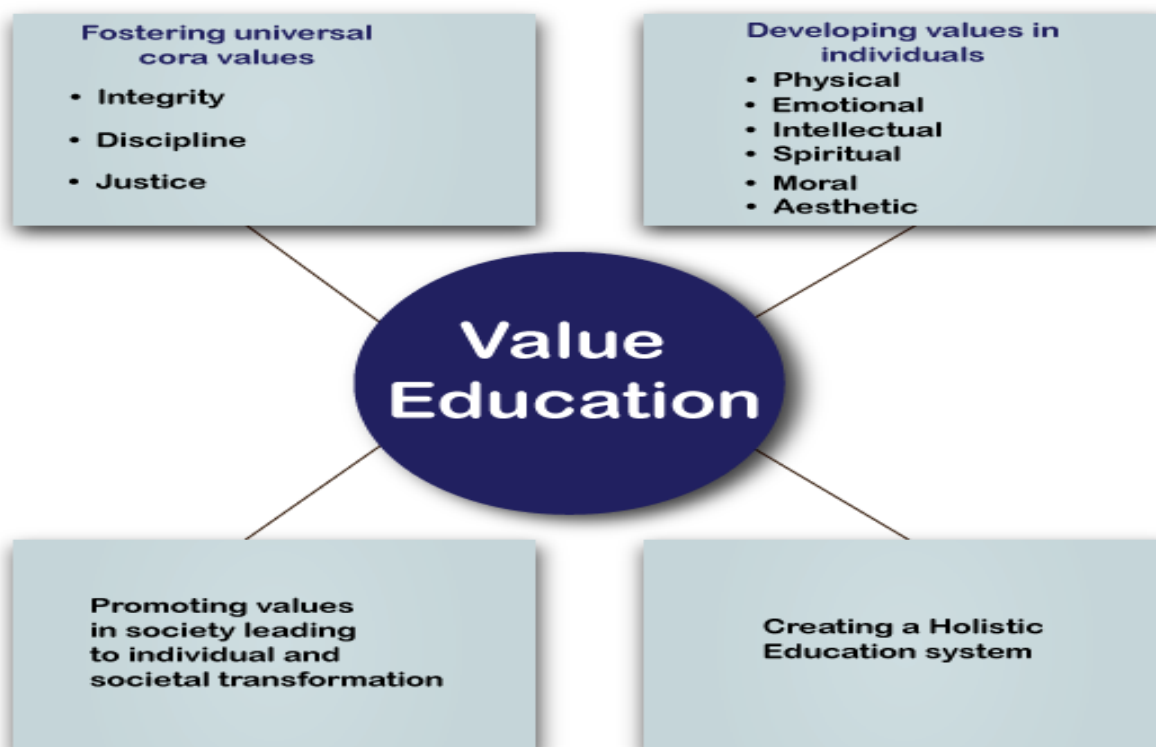 Fostering universal
cora values
• Integrity
• Discipline
• Justice
Developing values in
individuals
• Physical
• Emotional
• Intellectual
• Spiritual
• Moral
• Aesthetic
Value
Education
Promoting values
in society leading
to individual and
societal transformation
Creating a Holistic
Education system